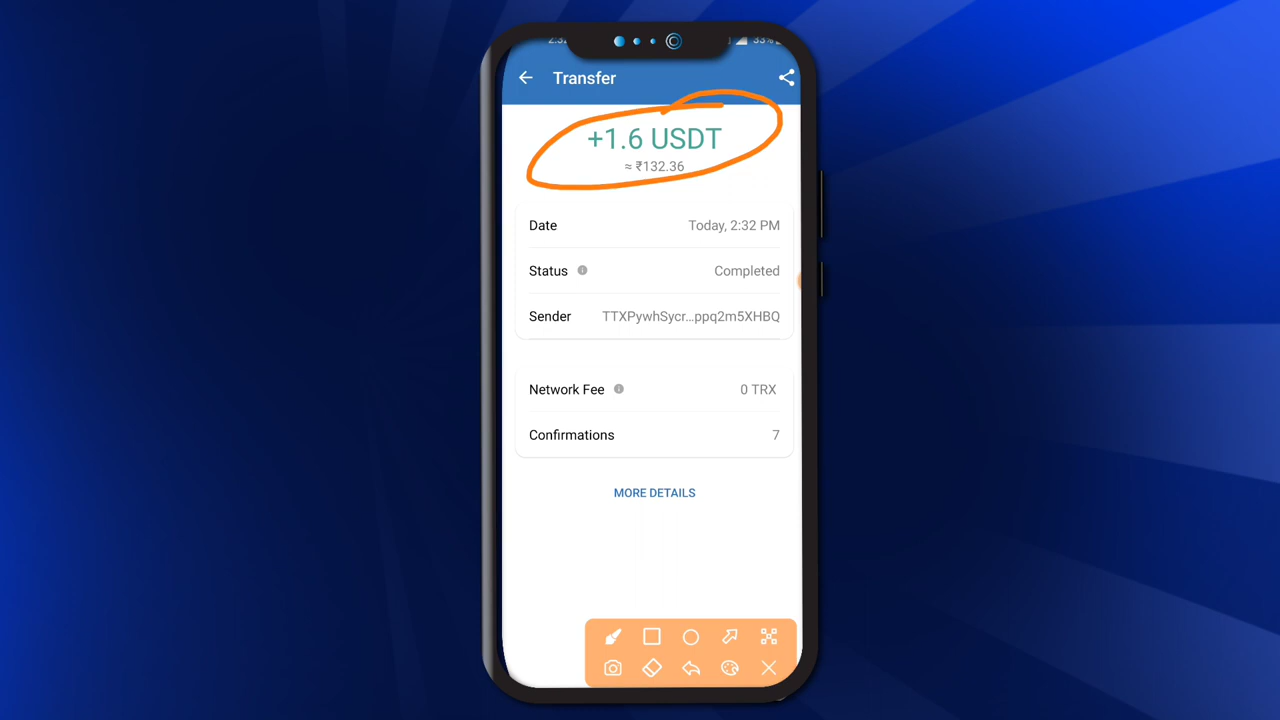 33%
Transfer
+1.6 USDT
≈ ₹132.36
Date Today, 2:32 PM
Status Completed
Sender TTXPywhSycr...ppq2m5XHBQ
Network Fee 0 TRX
Confirmations 7
MORE DETAILS